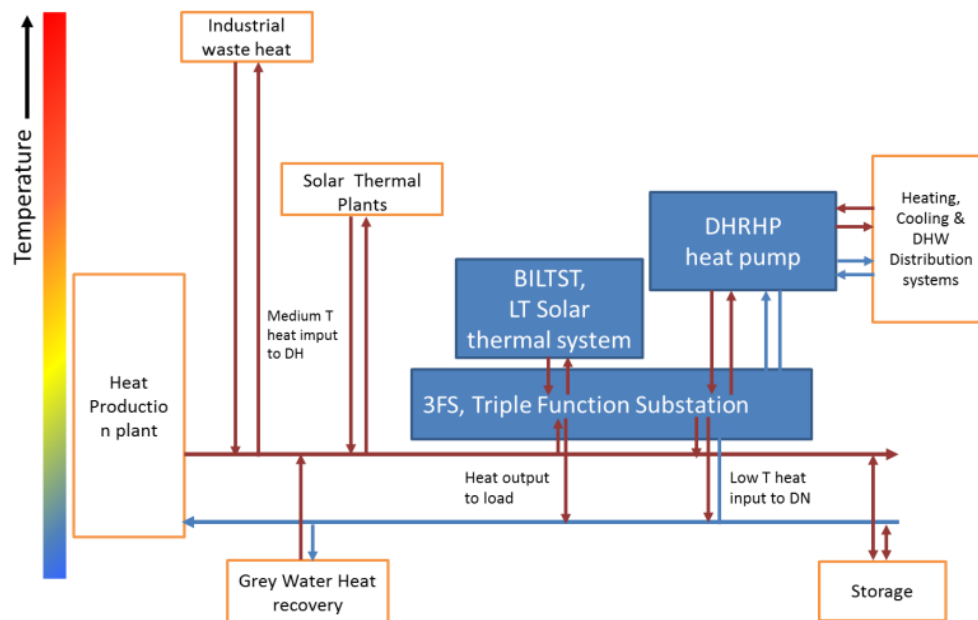 Temperature
Industrial
waste heat
Solar Thermal
Plants
Medium T
heat imput
to DH
Heat
Productio
n plant
BILTST,
LT Solar
thermal system
DHRHP
heat pump
Heating,
Cooling &
DHW
Distribution
systems
3FS, Triple Function Substation
Heat output
to load
Low T heat
input to DN
Grey Water Heat
recovery
Storage